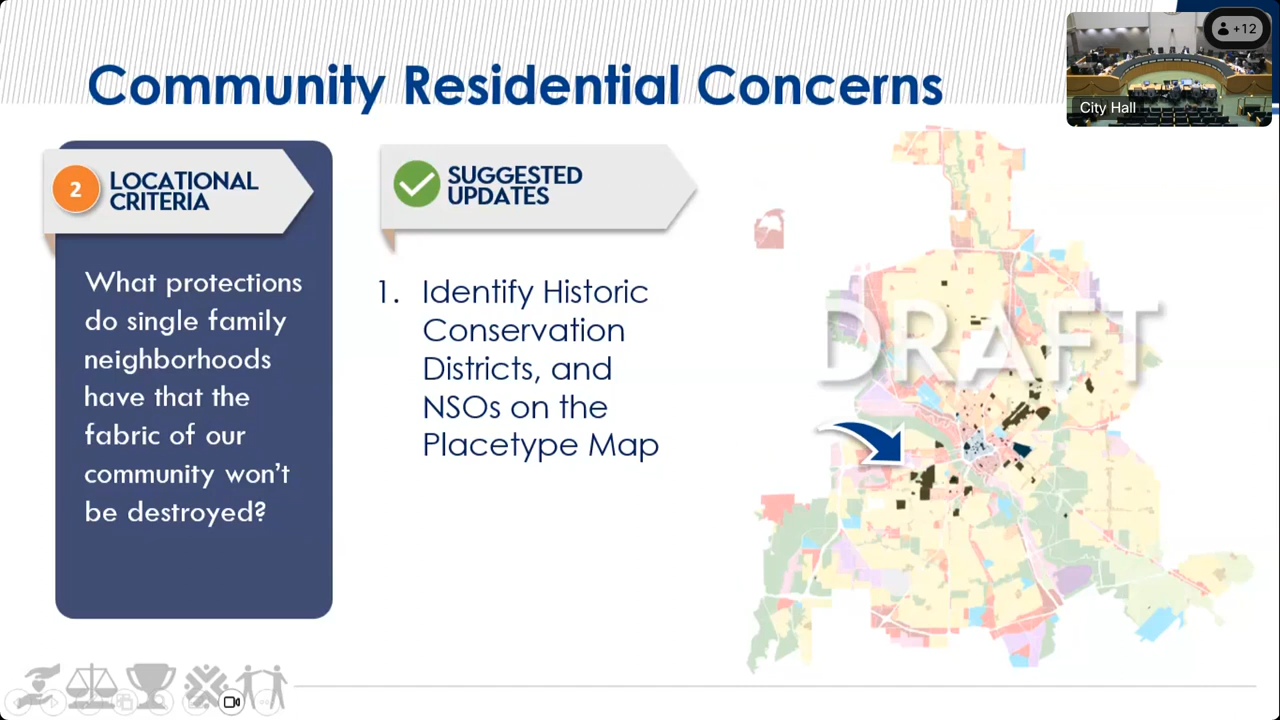 Community Residential Concerns
+12
City Hall
2
LOCATIONAL
CRITERIA
What protections
do single family
neighborhoods
have that the
fabric of our
community won't
be destroyed?
SUGGESTED
UPDATES
1. Identify Historic
Conservation
Districts, and
NSOs on the
Placetype Map
DRAFT